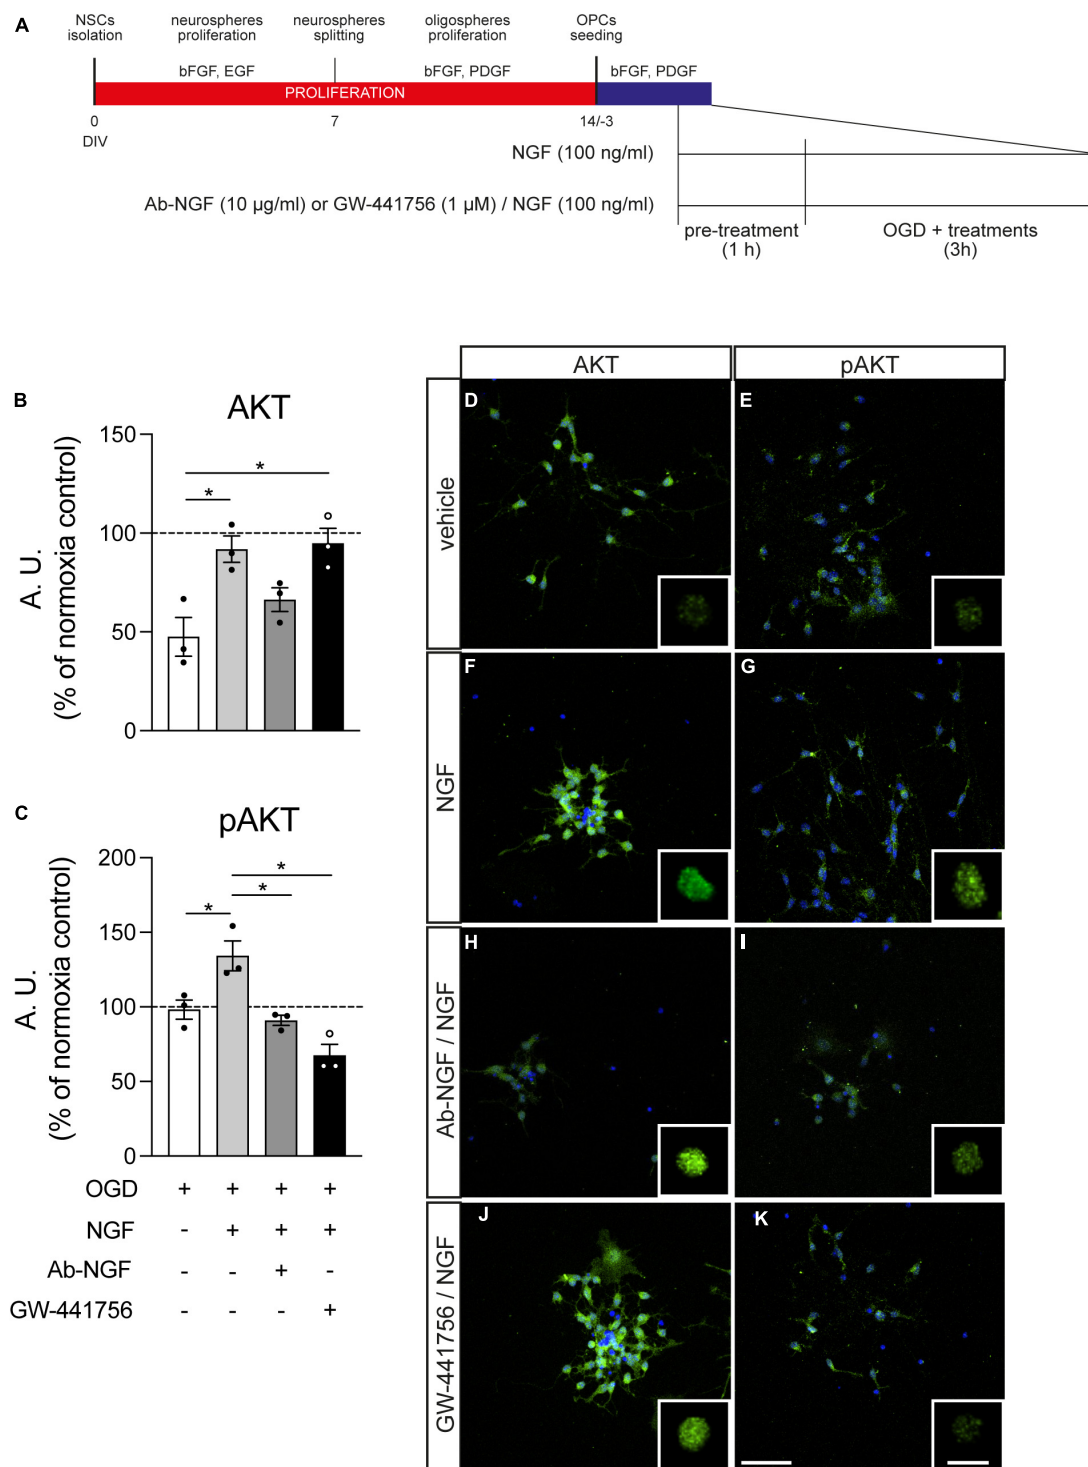 A
NSCs isolation
neurospheres proliferation
neurospheres splitting
oligospheres proliferation
OPCs seeding
bFGF, EGF
bFGF, PDGF
bFGF, PDGF
PROLIFERATION
0
7
14/-3
DIV
NGF (100 ng/ml)
Ab-NGF (10 µg/ml) or GW-441756 (1 µM) / NGF (100 ng/ml)
pre-treatment (1 h)
OGD + treatments (3h)
B
AKT
A. U. (% of normoxia control)
150
100
50
0
*
*
C
pAKT
A. U. (% of normoxia control)
200
150
100
50
0
*
*
*
OGD + + + +
NGF - + + +
Ab-NGF - - + -
GW-441756 - - - +
AKT
pAKT
vehicle
D
E
NGF
F
G
Ab-NGF / NGF
H
I
GW-441756 / NGF
J
K